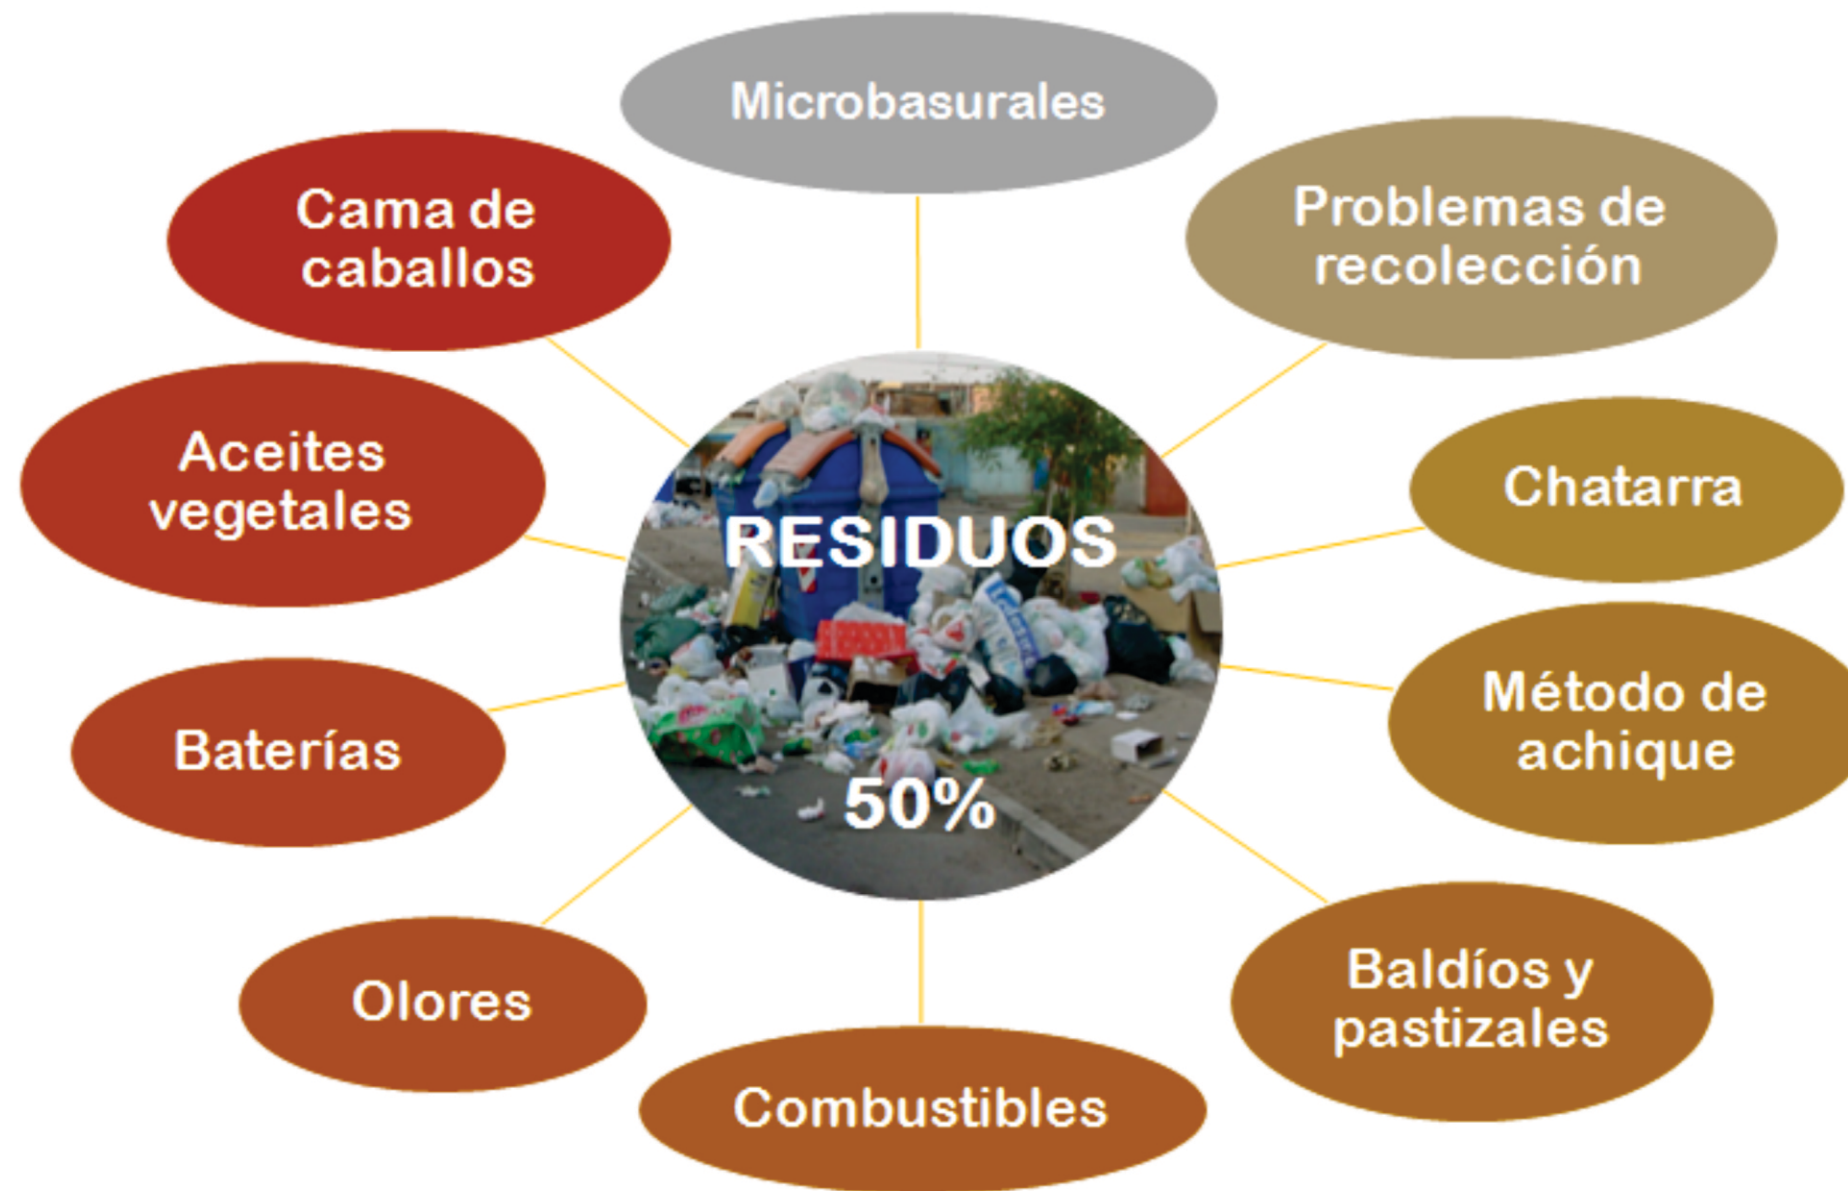 Microbasurales
Problemas de
recolección
Chatarra
Método de
achique
Baldíos y
pastizales
Combustibles
Olores
Baterías
Aceites
vegetales
Cama de
caballos
RESIDUOS
50%